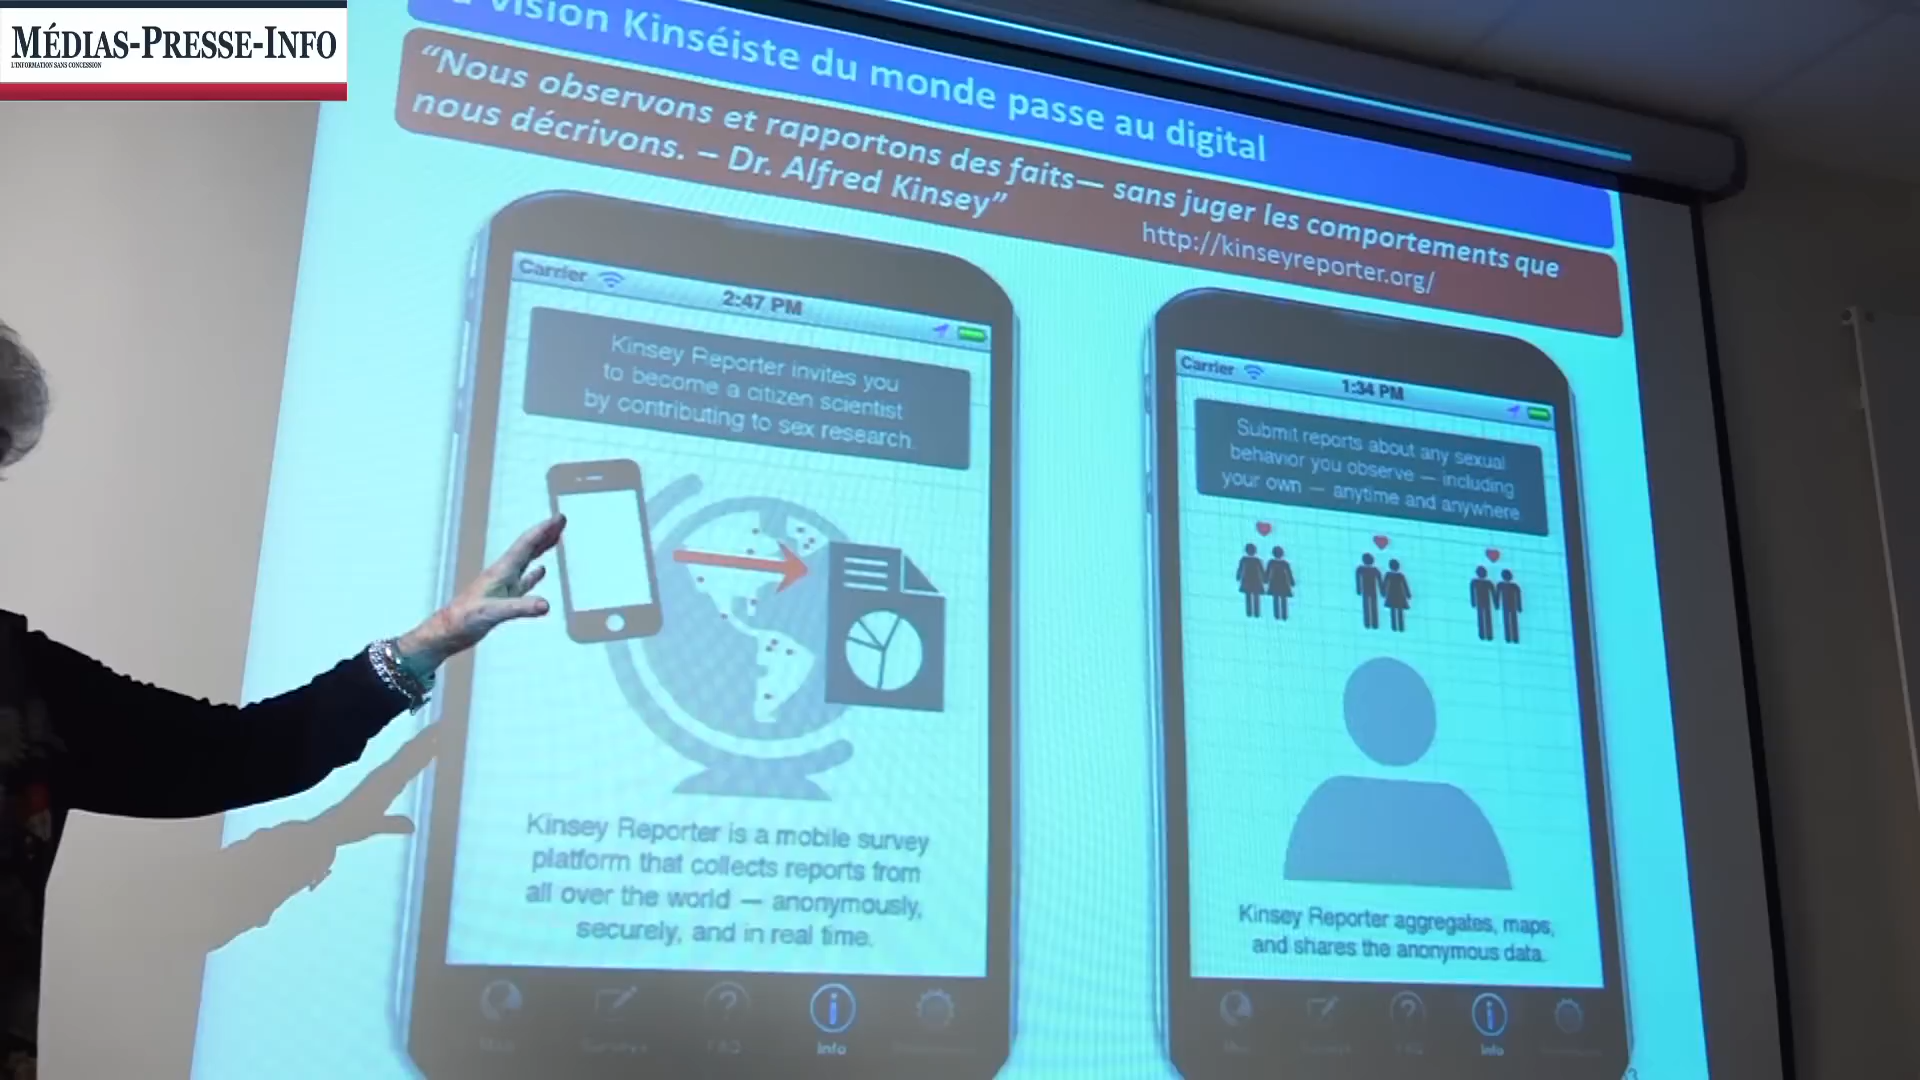 MÉDIAS-PRESSE-INFO
L'INFORMATION SANS CONCESSION
vision Kinséiste du monde passe au digital
“Nous observons et rapportons des faits— sans juger les comportements que
nous décrivons. – Dr. Alfred Kinsey”
http://kinseyreporter.org/
Carrier
2:47 PM
Kinsey Reporter invites you
to become a citizen scientist
by contributing to sex research.
Kinsey Reporter is a mobile survey
platform that collects reports from
all over the world — anonymously,
securely, and in real time.
Info
Carrier
1:34 PM
Submit reports about any sexual
behavior you observe — including
your own — anytime and anywhere
Kinsey Reporter aggregates, maps,
and shares the anonymous data.
Info